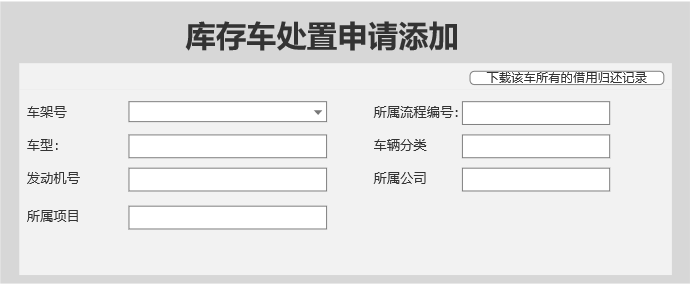 库存车处置申请添加
下载该车所有的借用归还记录
车架号 所属流程编号:
车型: 车辆分类
发动机号 所属公司
所属项目